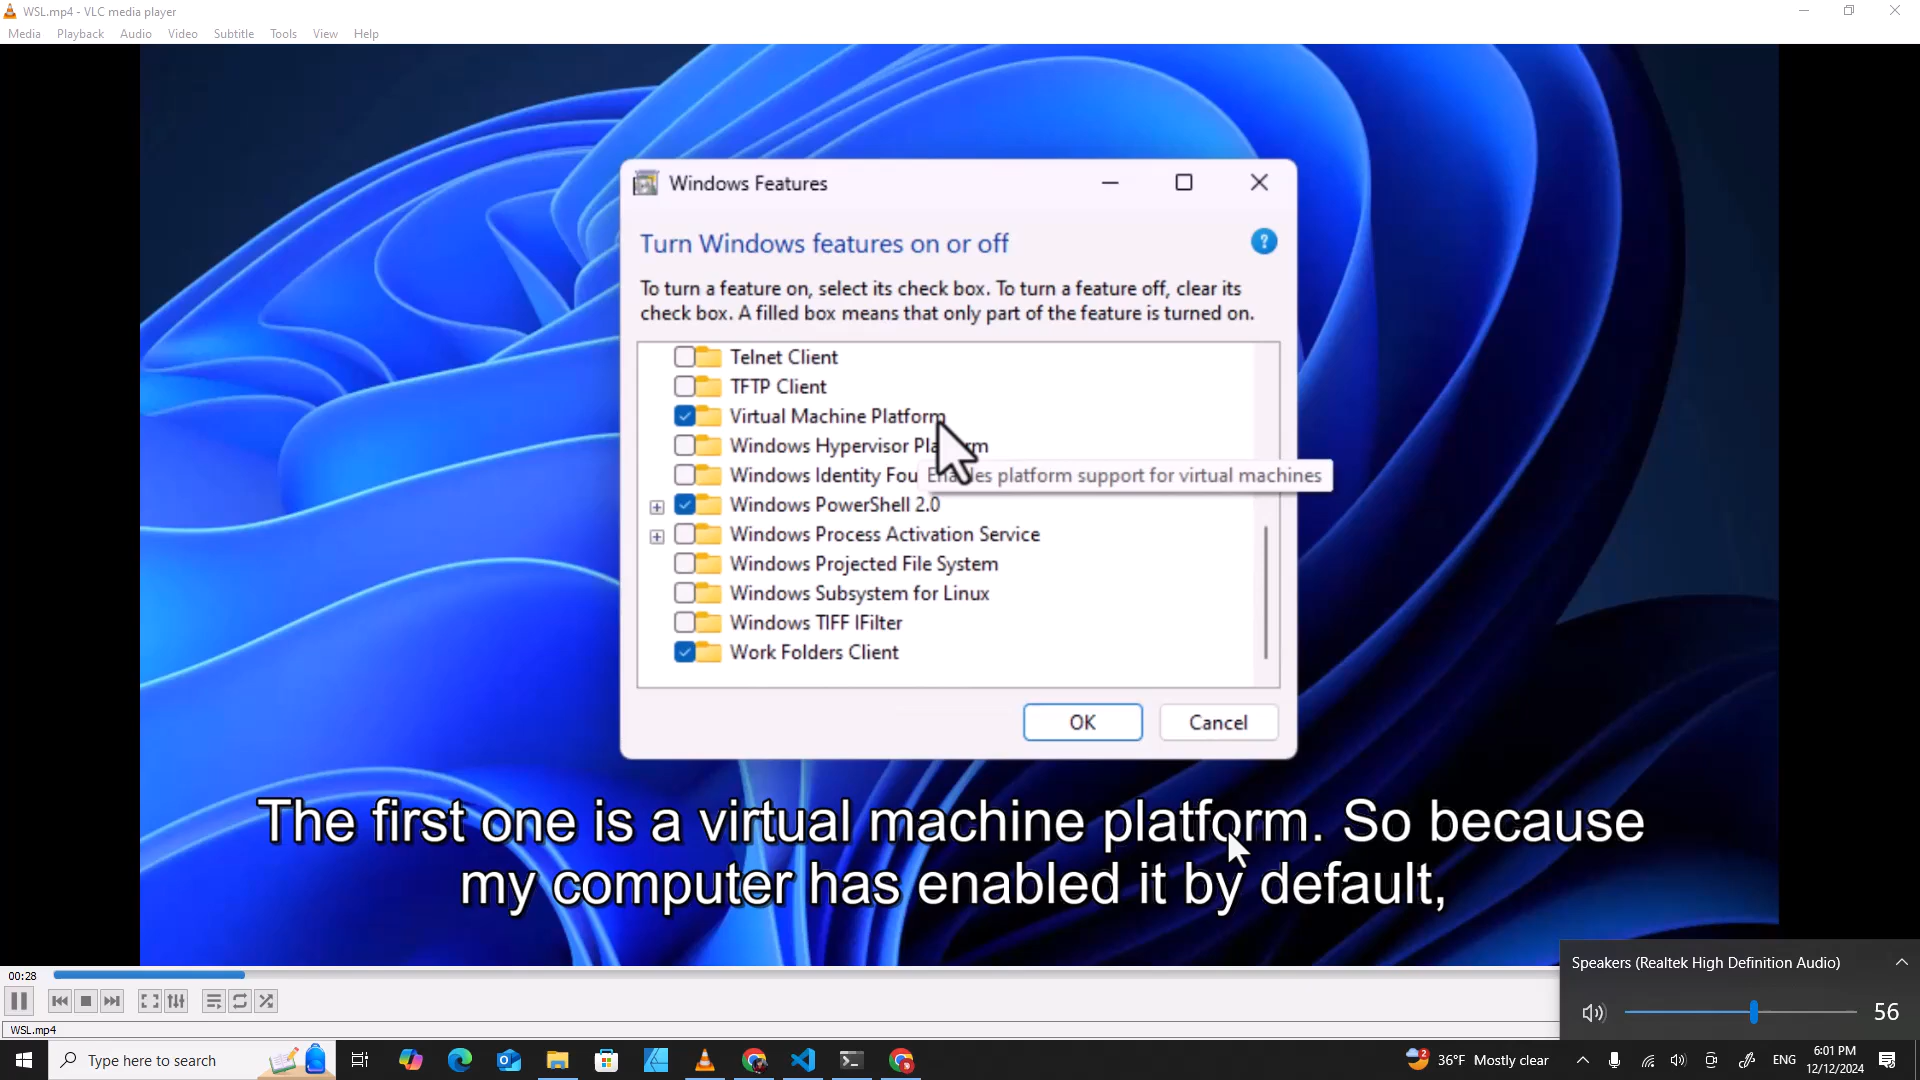 WSL.mp4 - VLC media player
Media Playback Audio Video Subtitle Tools View Help
Windows Features
Turn Windows features on or off
?
To turn a feature on, select its check box. To turn a feature off, clear its
check box. A filled box means that only part of the feature is turned on.
Telnet Client
TFTP Client
Virtual Machine Platform
Windows Hypervisor
Windows Identity
platform support for virtual machines
Windows PowerShell 2.0
Windows Process Activation Service
Windows Projected File System
Windows Subsystem for Linux
Windows TIFF IFilter
Work Folders Client
OK Cancel
The first one is a virtual machine platform. So because
my computer has enabled it by default,
00:28
Speakers (Realtek High Definition Audio)
56
WSL.mp4
Type here to search
2
36°F Mostly clear
ENG
6:01 PM
12/12/2024